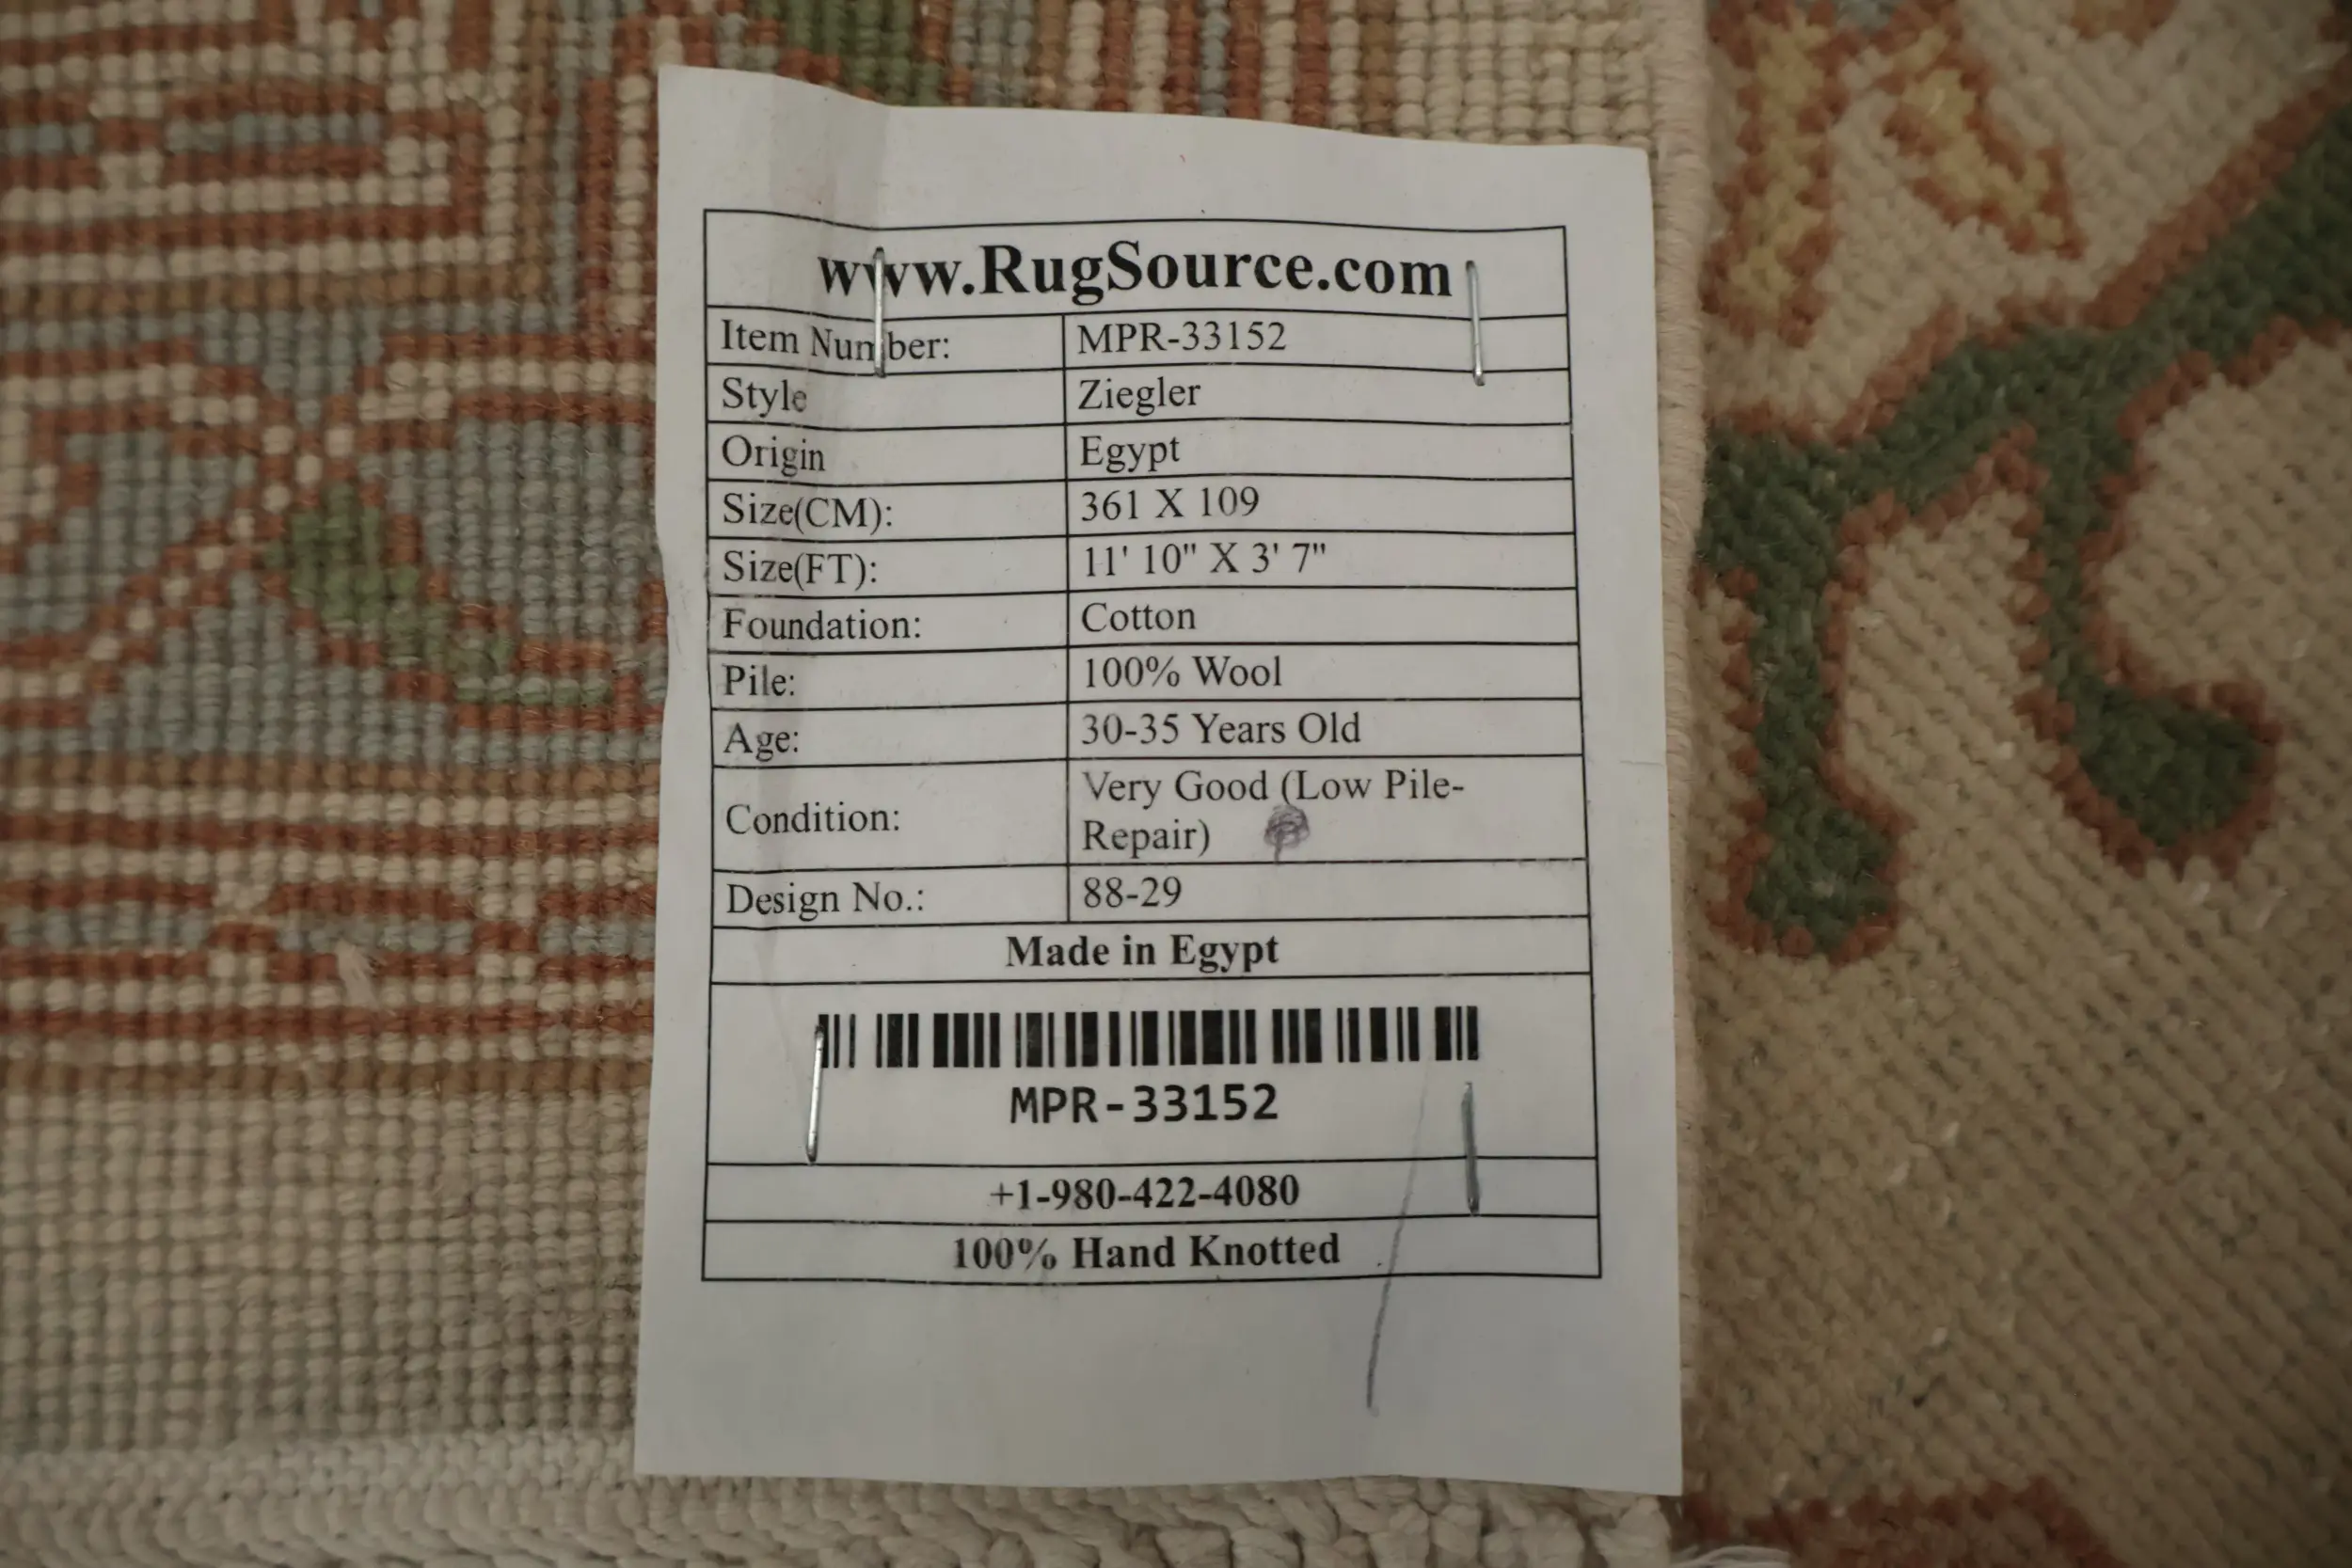 www.RugSource.com
Item Number: MPR-33152
Style Ziegler
Origin Egypt
Size(CM): 361 X 109
Size(FT): 11' 10" X 3' 7"
Foundation: Cotton
Pile: 100% Wool
Age: 30-35 Years Old
Condition: Very Good (Low Pile-
Repair)
Design No.: 88-29
Made in Egypt
MPR-33152
+1-980-422-4080
100% Hand Knotted